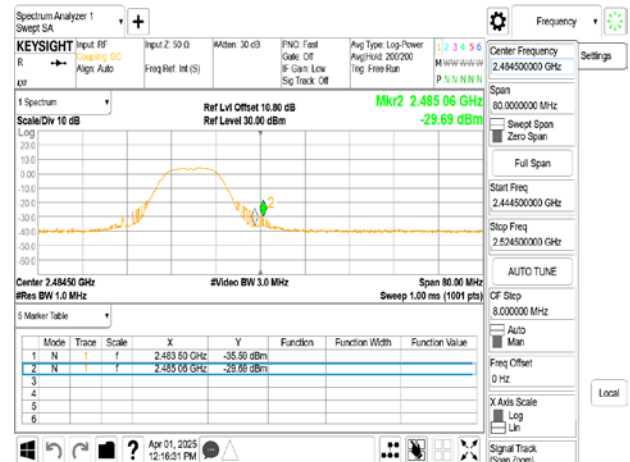 Spectrum Analyzer 1
Swept SA
Frequency
KEYSIGHT
Input: RF
Coupling: DC
Align: Auto
Input Z: 50 Ω
Freq Ref: Int (S)
#Atten: 30 dB
PNO: Fast
Gate: Off
IF Gain: Low
Sig Track: Off
Avg Type: Log-Power
Avg|Hold: 200/200
Trig: Free Run
1 2 3 4 5 6
M W W W W W
P N N N N N
R
1 Spectrum
Scale/Div 10 dB
Ref Lvl Offset 10.80 dB
Ref Level 30.00 dBm
Mkr2 2.485 06 GHz
-29.69 dBm
Log
20.0
10.0
0.00
-10.0
-20.0
-30.0
-40.0
-50.0
-60.0
2
Center 2.48450 GHz
#Res BW 1.0 MHz
#Video BW 3.0 MHz
Span 80.00 MHz
Sweep 1.00 ms (1001 pts)
5 Marker Table
Mode Trace Scale X Y Function Function Width Function Value
1 N 1 f 2.483 50 GHz -35.59 dBm
2 N 1 f 2.485 06 GHz -29.69 dBm
3
4
5
6
?
Apr 01, 2025
12:16:31 PM
Center Frequency
2.484500000 GHz
Settings
Span
80.0000000 MHz
Swept Span
Zero Span
Full Span
Start Freq
2.444500000 GHz
Stop Freq
2.524500000 GHz
AUTO TUNE
CF Step
8.000000 MHz
Auto
Man
Freq Offset
0 Hz
X Axis Scale
Log
Lin
Local
Signal Track
(Span Zoom)